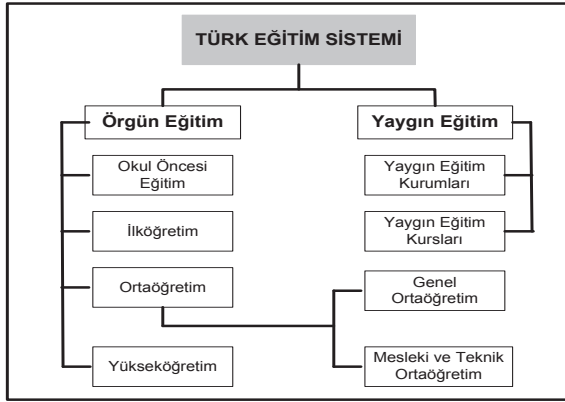 TÜRK EĞİTİM SİSTEMİ
Örgün Eğitim
Yaygın Eğitim
Okul Öncesi
Eğitim
Yaygın Eğitim
Kurumları
İlköğretim
Yaygın Eğitim
Kursları
Ortaöğretim
Genel
Ortaöğretim
Yükseköğretim
Mesleki ve Teknik
Ortaöğretim